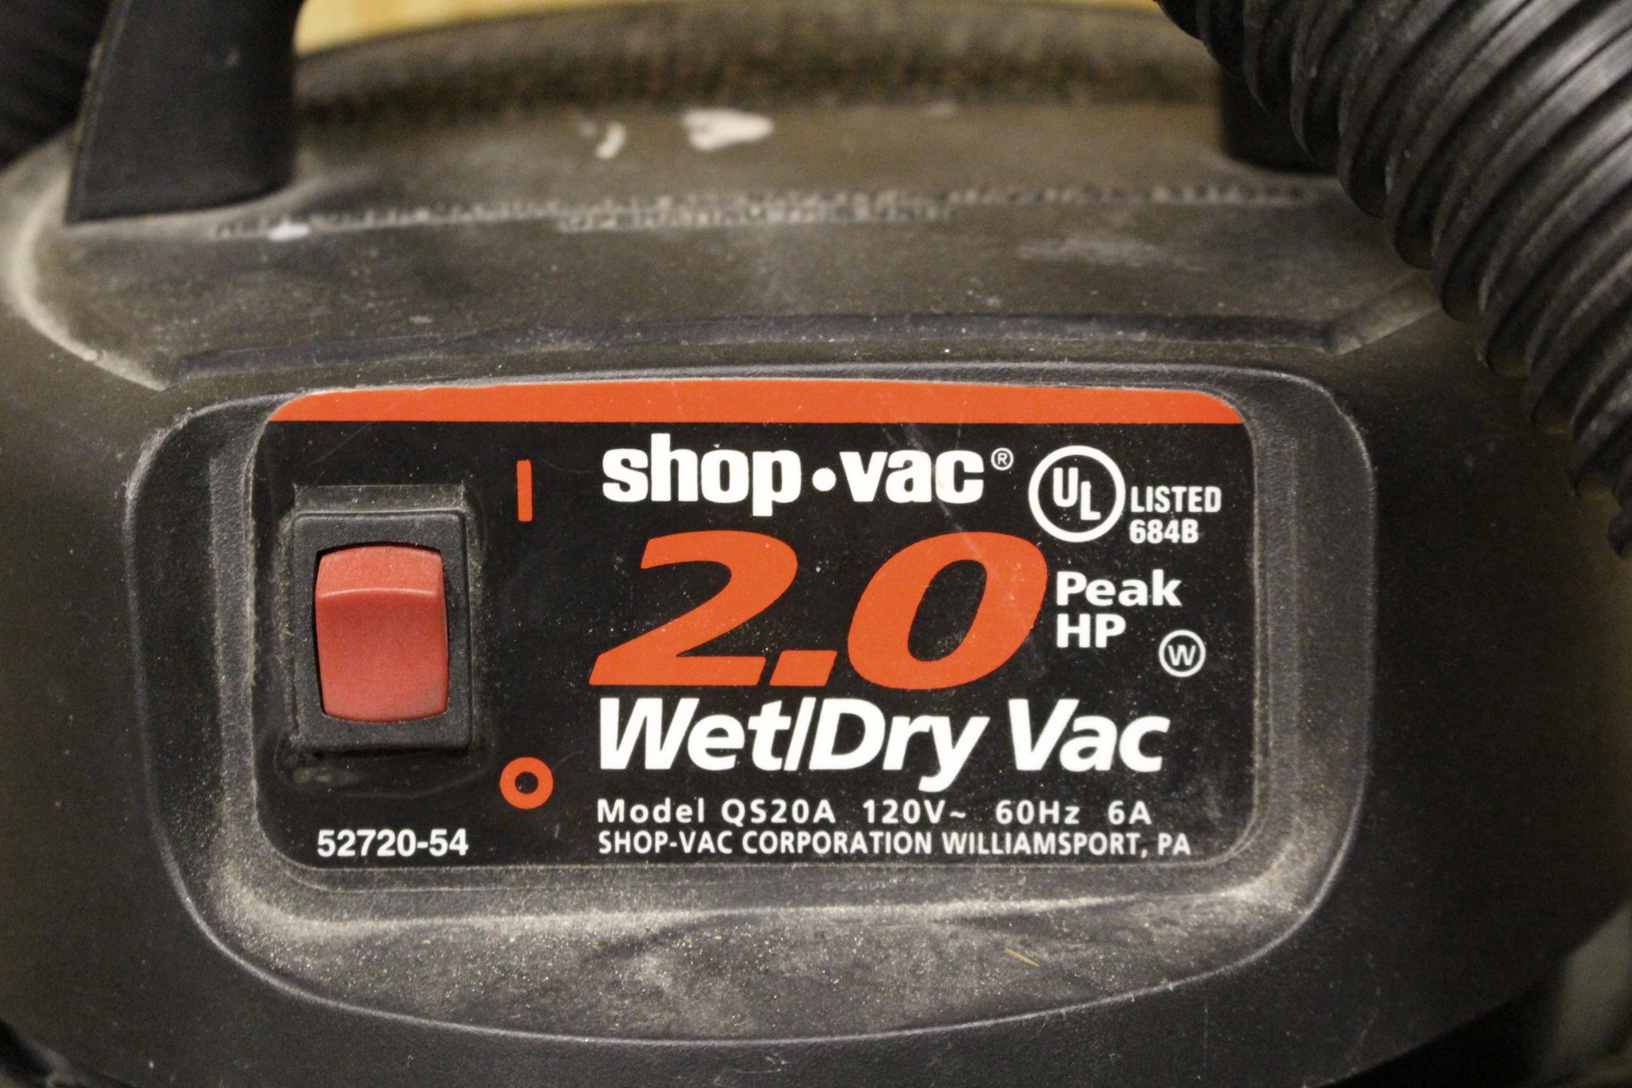 shop•vac®
UL LISTED
684B
2.0 Peak
HP
W
Wet/Dry Vac
Model QS20A 120V~ 60Hz 6A
SHOP-VAC CORPORATION WILLIAMSPORT, PA
52720-54